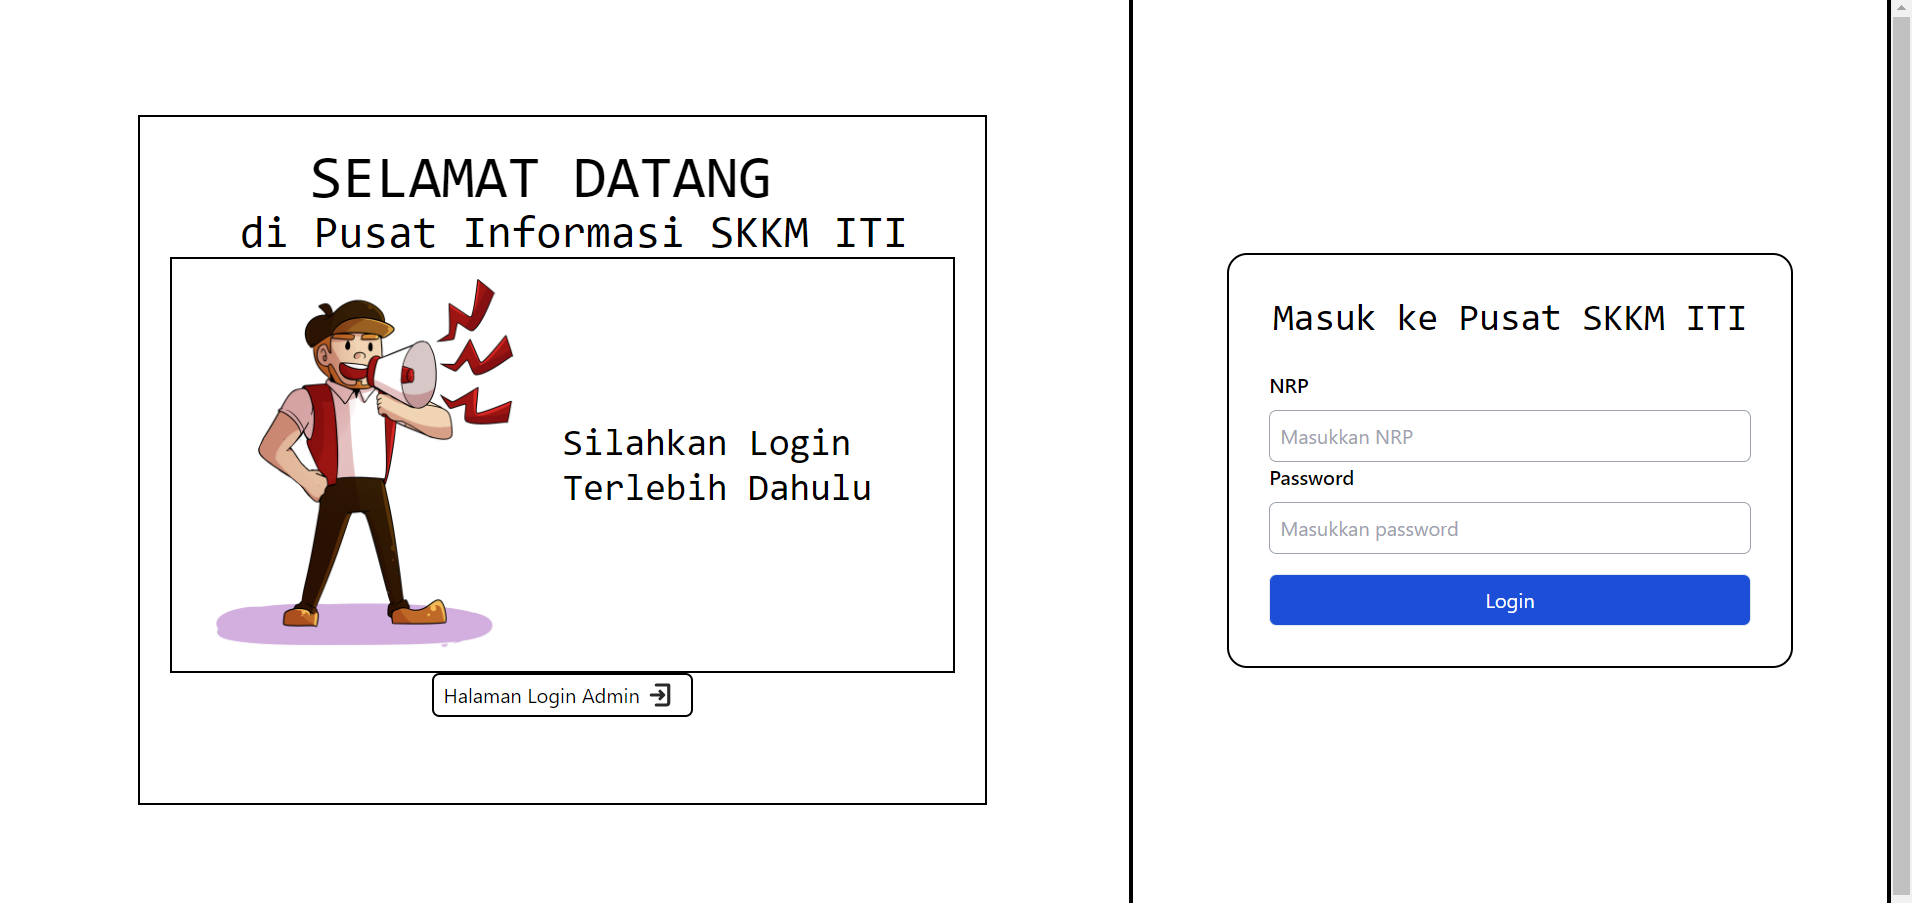 SELAMAT DATANG
di Pusat Informasi SKKM ITI
Silahkan Login
Terlebih Dahulu
Halaman Login Admin
Masuk ke Pusat SKKM ITI
NRP
Masukkan NRP
Password
Masukkan password
Login